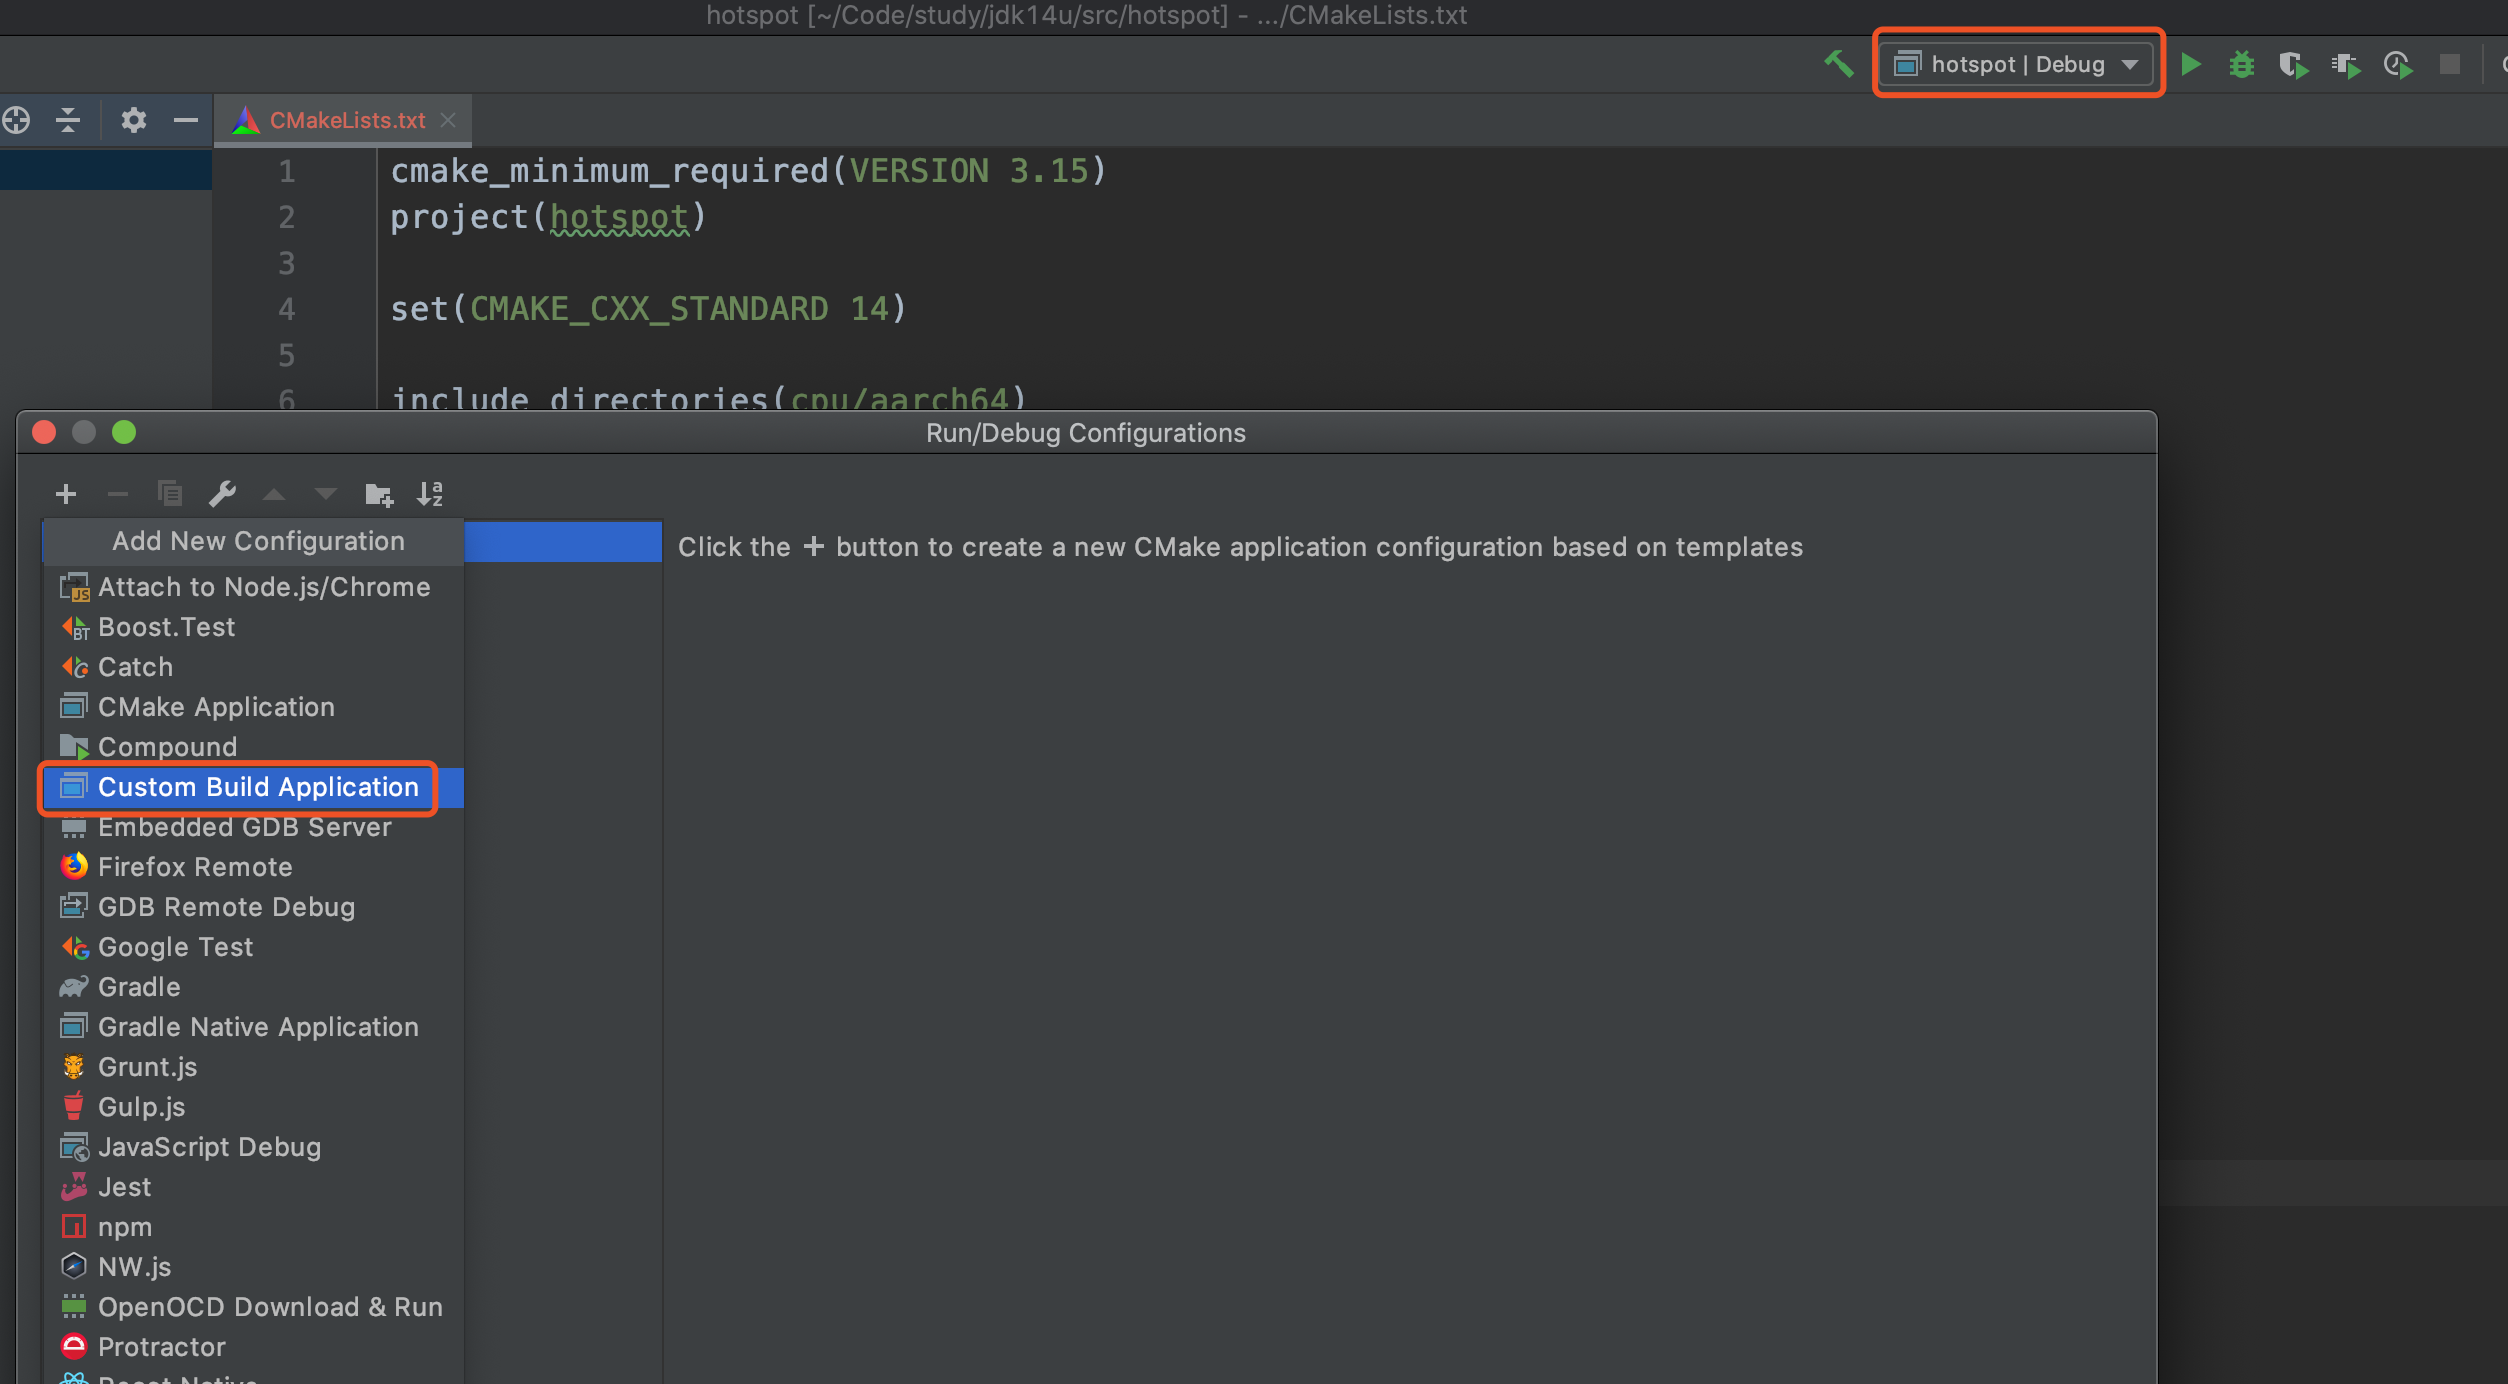 hotspot [~/Code/study/jdk14u/src/hotspot] - .../CMakeLists.txt
hotspot | Debug
CMakeLists.txt
1 cmake_minimum_required(VERSION 3.15)
2 project(hotspot)
3
4 set(CMAKE_CXX_STANDARD 14)
5
6 include_directories(cpu/aarch64)
Run/Debug Configurations
Add New Configuration
Click the + button to create a new CMake application configuration based on templates
Attach to Node.js/Chrome
Boost.Test
Catch
CMake Application
Compound
Custom Build Application
Embedded GDB Server
Firefox Remote
GDB Remote Debug
Google Test
Gradle
Gradle Native Application
Grunt.js
Gulp.js
JavaScript Debug
Jest
npm
NW.js
OpenOCD Download & Run
Protractor
React Native